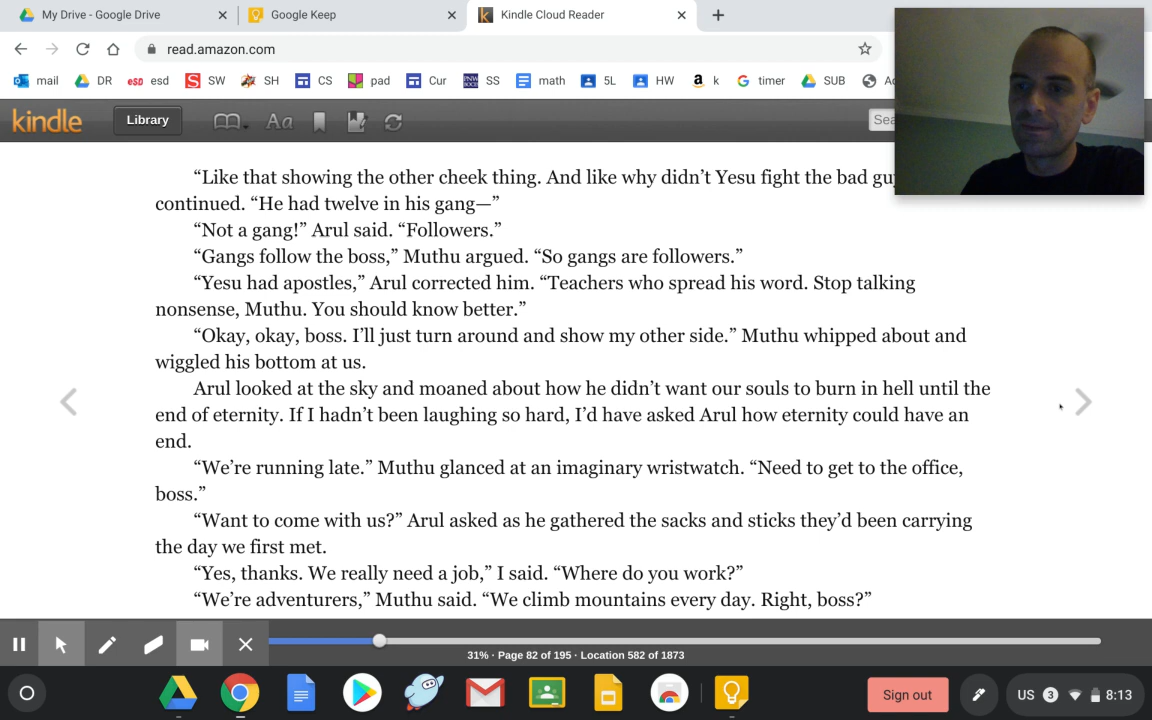 My Drive - Google Drive
Google Keep
Kindle Cloud Reader
read.amazon.com
mail
DR
esp esd
S SW
SH
CS
pad
Cur
SS
math
5L
HW
a k
G timer
SUB
kindle
Library
Aa
“Like that showing the other cheek thing. And like why didn’t Yesu fight the bad
continued. “He had twelve in his gang—”
“Not a gang!” Arul said. “Followers.”
“Gangs follow the boss,” Muthu argued. “So gangs are followers.”
“Yesu had apostles,” Arul corrected him. “Teachers who spread his word. Stop talking
nonsense, Muthu. You should know better.”
“Okay, okay, boss. I’ll just turn around and show my other side.” Muthu whipped about and
wiggled his bottom at us.
Arul looked at the sky and moaned about how he didn’t want our souls to burn in hell until the
end of eternity. If I hadn’t been laughing so hard, I’d have asked Arul how eternity could have an
end.
“We’re running late.” Muthu glanced at an imaginary wristwatch. “Need to get to the office,
boss.”
“Want to come with us?” Arul asked as he gathered the sacks and sticks they’d been carrying
the day we first met.
“Yes, thanks. We really need a job,” I said. “Where do you work?”
“We’re adventurers,” Muthu said. “We climb mountains every day. Right, boss?”
31% · Page 82 of 195 · Location 582 of 1873
Sign out
US 3 8:13